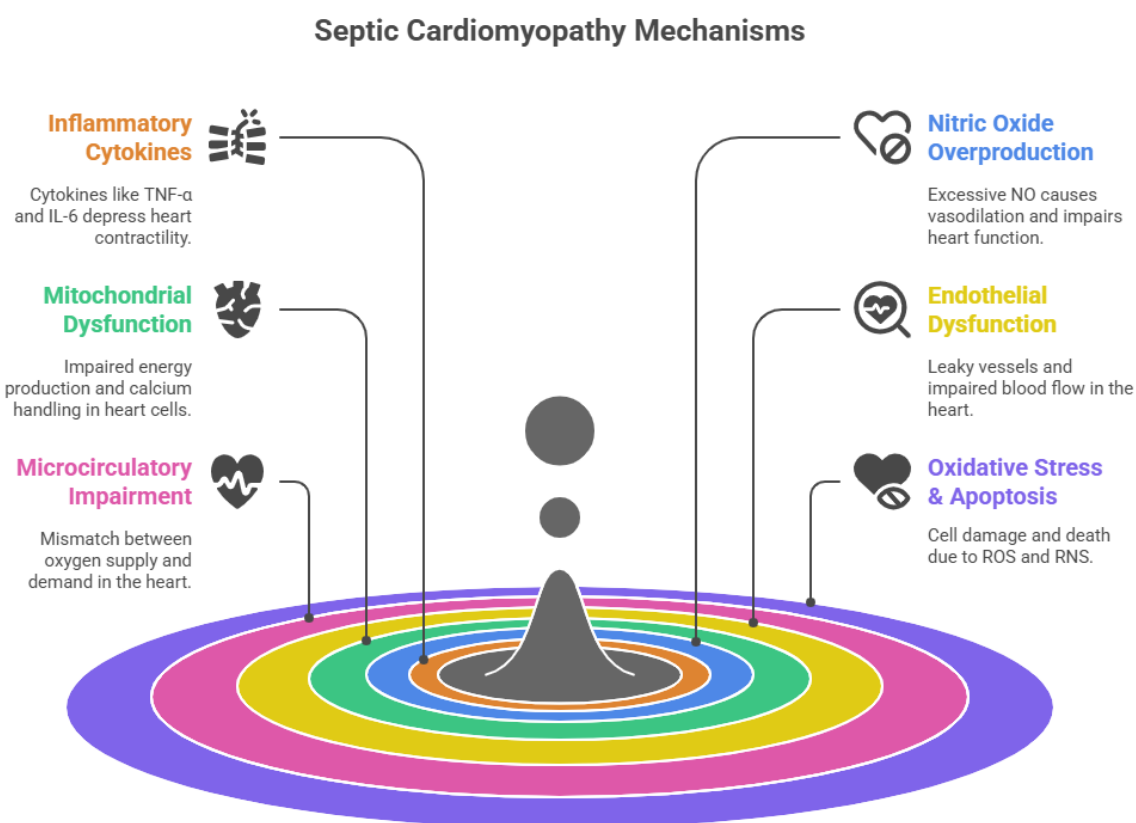 Septic Cardiomyopathy Mechanisms
Inflammatory
Cytokines
Cytokines like TNF-α
and IL-6 depress heart
contractility.
Nitric Oxide
Overproduction
Excessive NO causes
vasodilation and impairs
heart function.
Mitochondrial
Dysfunction
Impaired energy
production and calcium
handling in heart cells.
Endothelial
Dysfunction
Leaky vessels and
impaired blood flow in the
heart.
Microcirculatory
Impairment
Mismatch between
oxygen supply and
demand in the heart.
Oxidative Stress
& Apoptosis
Cell damage and death
due to ROS and RNS.